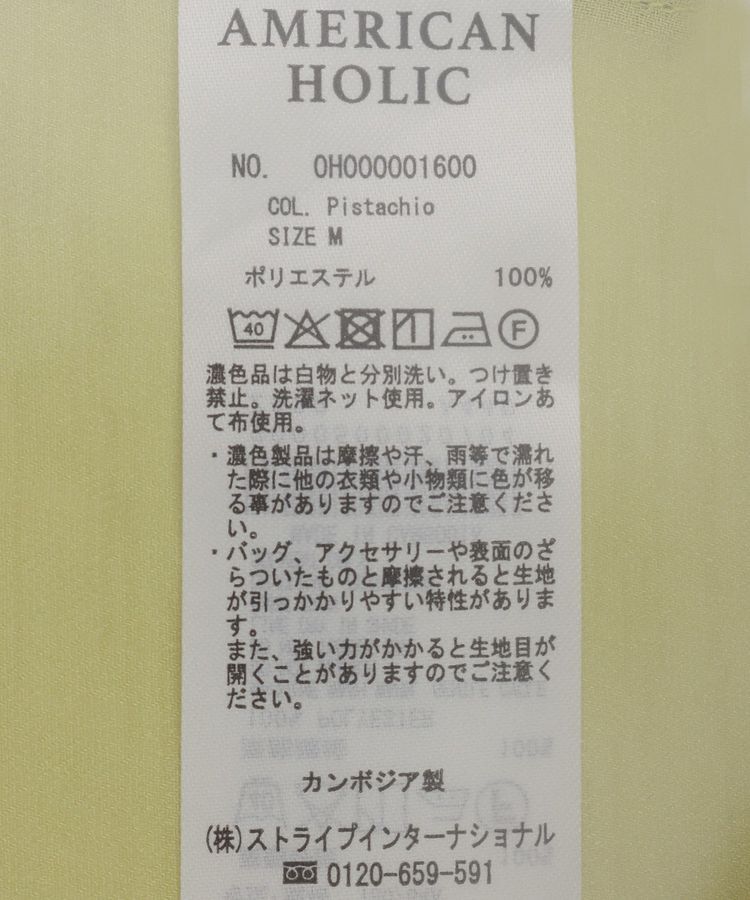 AMERICAN
HOLIC
NO. OH000001600
COL. Pistachio
SIZE M
ポリエステル 100%
40
F
濃色品は白物と分別洗い。つけ置き
禁止。洗濯ネット使用。アイロンあ
て布使用。
・濃色製品は摩擦や汗、雨等で濡れ
た際に他の衣類や小物類に色が移
る事がありますのでご注意くださ
い。
・バッグ、アクセサリーや表面のざ
らついたものと摩擦されると生地
が引っかかりやすい特性がありま
す。
また、強い力がかかると生地目が
開くことがありますのでご注意く
ださい。
カンボジア製
(株)ストライプインターナショナル
0120-659-591